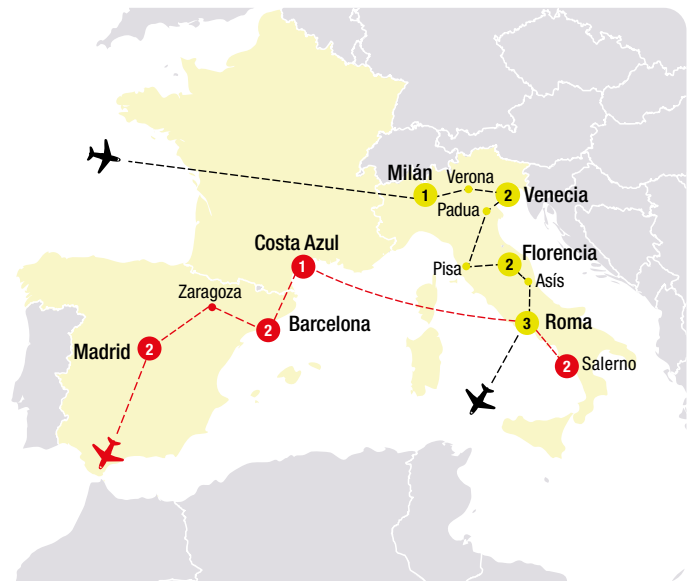 Milán
1
Verona
2
Venecia
Padua
Costa Azul
1
Florencia
2
Pisa
Asís
Zaragoza
2
Barcelona
3
Roma
Madrid
2
2
Salerno